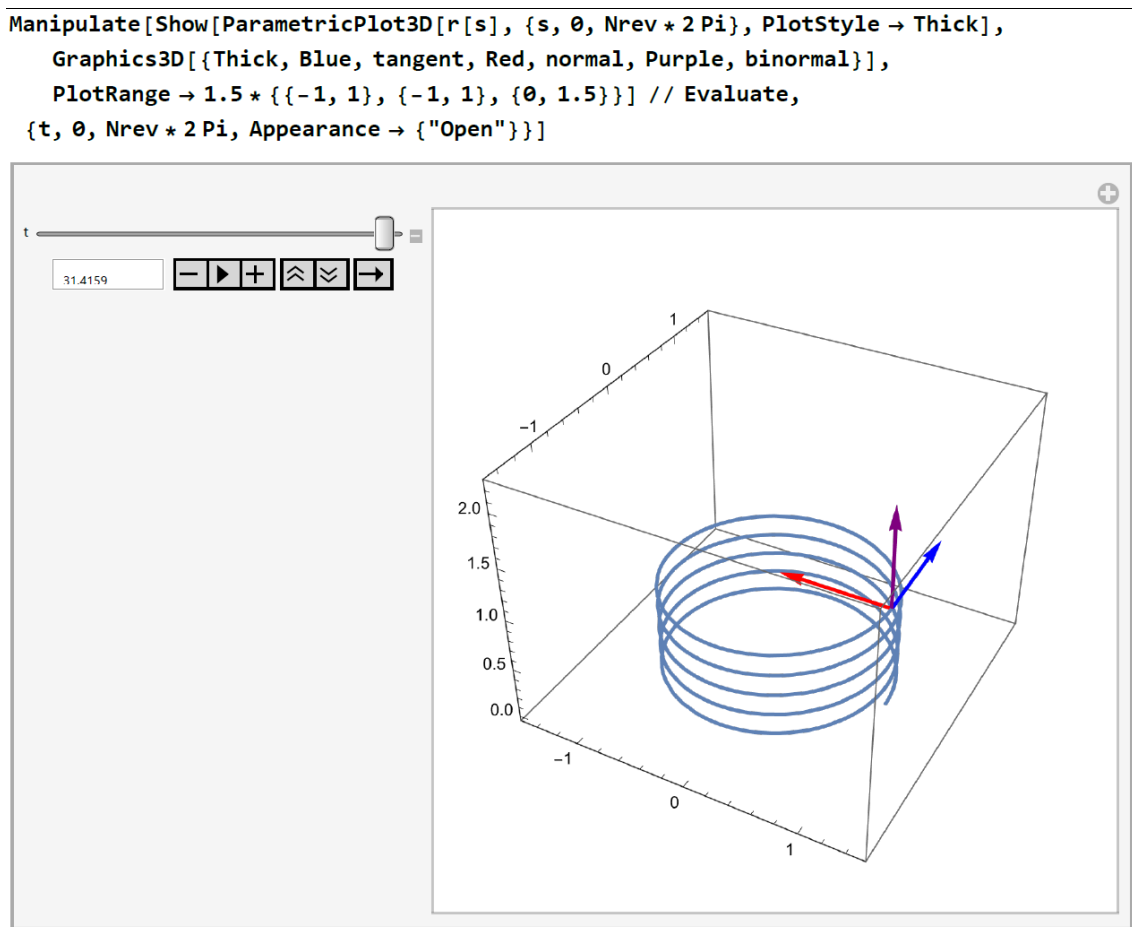 Manipulate[Show[ParametricPlot3D[r[s], {s, 0, Nrev * 2 Pi}, PlotStyle → Thick],
Graphics3D[{Thick, Blue, tangent, Red, normal, Purple, binormal}],
PlotRange → 1.5 * {{-1, 1}, {-1, 1}, {0, 1.5}}] // Evaluate,
{t, 0, Nrev * 2 Pi, Appearance → {"Open"}}]
t
31.4159
1
0
-1
2.0
1.5
1.0
0.5
0.0
-1
0
1